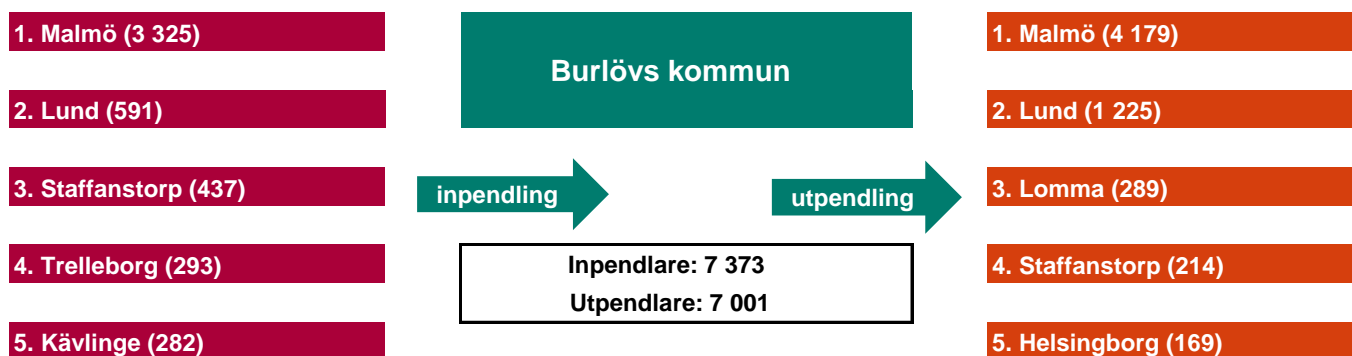 1. Malmö (3 325)
2. Lund (591)
3. Staffanstorp (437)
4. Trelleborg (293)
5. Kävlinge (282)
Burlövs kommun
inpendling
utpendling
Inpendlare: 7 373
Utpendlare: 7 001
1. Malmö (4 179)
2. Lund (1 225)
3. Lomma (289)
4. Staffanstorp (214)
5. Helsingborg (169)